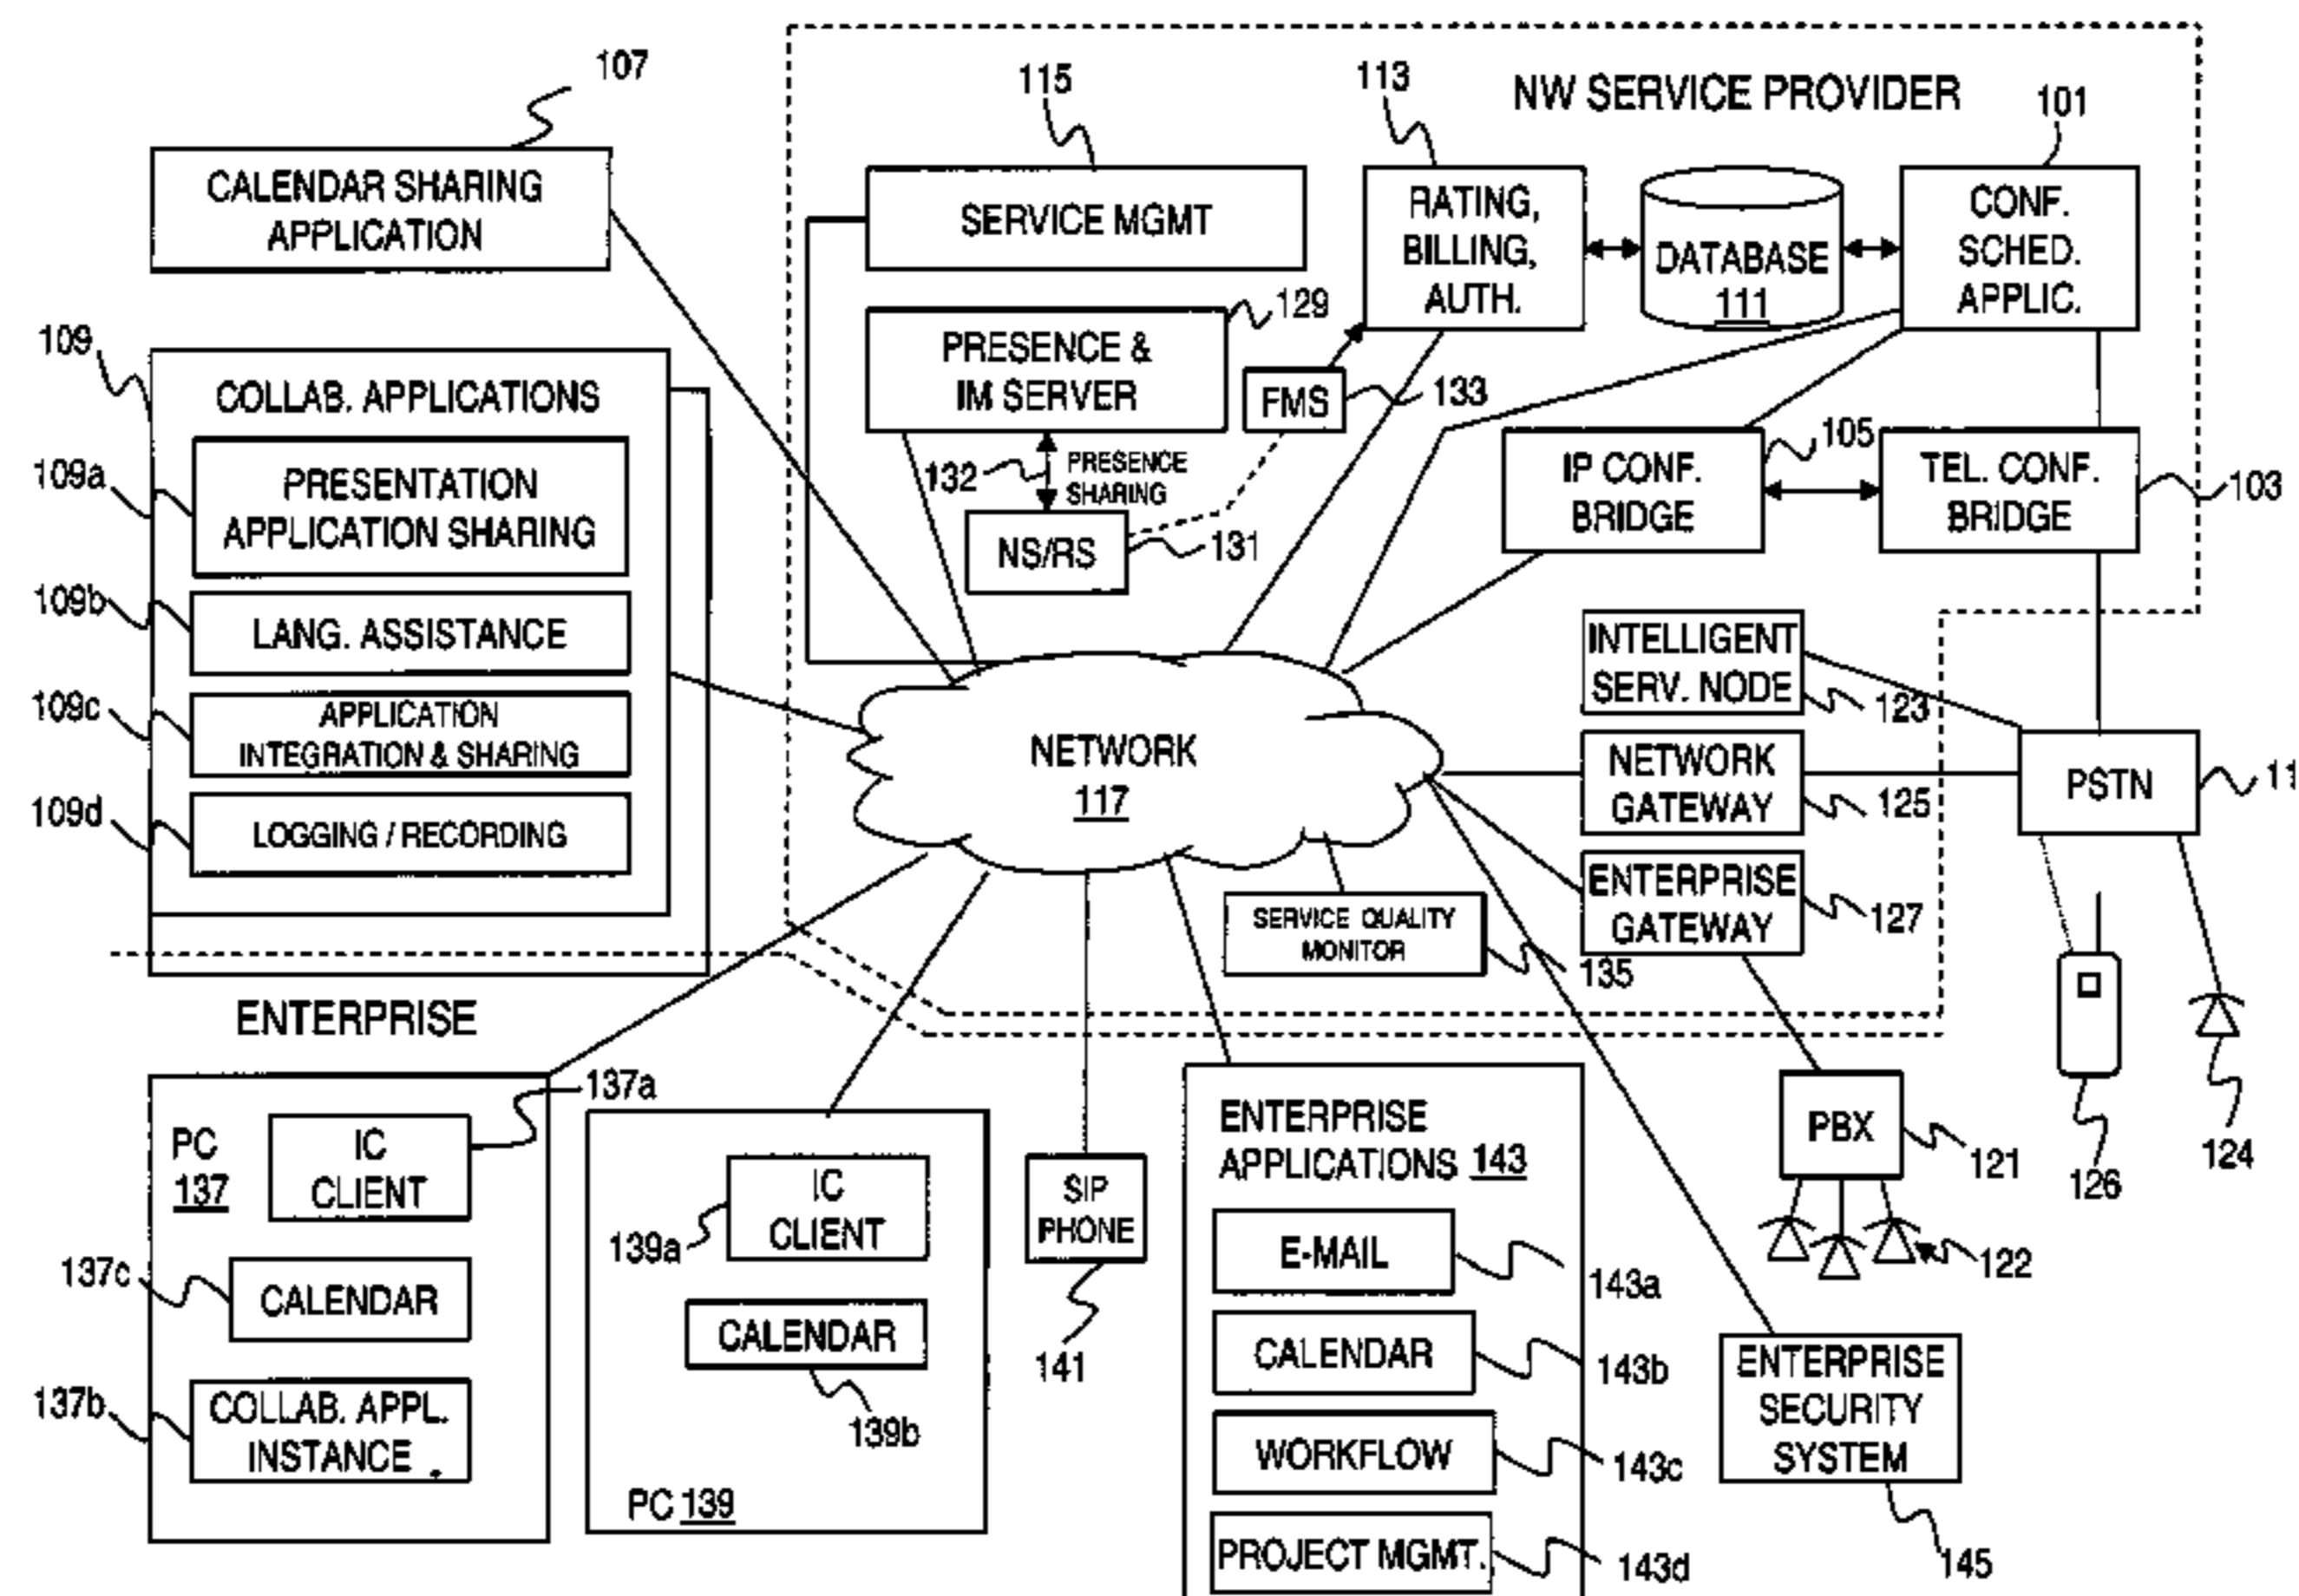 107
115
113
NW SERVICE PROVIDER
101
CALENDAR SHARING
APPLICATION
SERVICE MGMT
RATING,
BILLING,
AUTH.
DATABASE
111
CONF.
SCHED.
APPLIC.
129
PRESENCE &
IM SERVER
FMS
133
109
COLLAB. APPLICATIONS
109a
PRESENTATION
APPLICATION SHARING
132
PRESENCE
SHARING
NS/RS
131
105
IP CONF.
BRIDGE
TEL. CONF.
BRIDGE
103
109b
LANG. ASSISTANCE
109c
APPLICATION
INTEGRATION & SHARING
109d
LOGGING / RECORDING
NETWORK
117
INTELLIGENT
SERV. NODE
123
NETWORK
GATEWAY
125
PSTN
11
ENTERPRISE
GATEWAY
127
SERVICE QUALITY
MONITOR
135
ENTERPRISE
PC
137
IC
CLIENT
137a
137c
CALENDAR
137b
COLLAB. APPL.
INSTANCE
139a
IC
CLIENT
CALENDAR
139b
PC 139
SIP
PHONE
141
ENTERPRISE
APPLICATIONS 143
E-MAIL
143a
CALENDAR
143b
WORKFLOW
143c
PROJECT MGMT.
143d
PBX
121
122
126
124
ENTERPRISE
SECURITY
SYSTEM
145